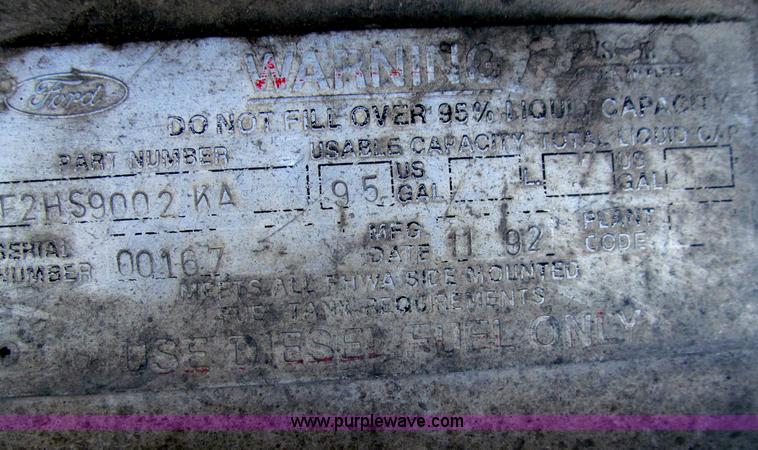 Ford
WARNING
DO NOT FILL OVER 95% LIQUID CAPACITY
PART NUMBER USABLE CAPACITY TOTAL LIQUID CAP
F2HS9002 KA 95 US GAL L. US GAL
SERIAL NUMBER 00167 MFG DATE 11 92 PLANT CODE
MEETS ALL FHWA SIDE MOUNTED
FUEL TANK REQUIREMENTS
USE DIESEL FUEL ONLY
www.purplewave.com